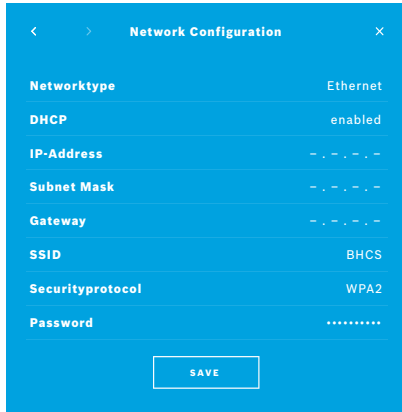 Network Configuration
Networktype Ethernet
DHCP enabled
IP-Address – . – . – . –
Subnet Mask – . – . – . –
Gateway – . – . – . –
SSID BHCS
Securityprotocol WPA2
Password ••••••••••
SAVE